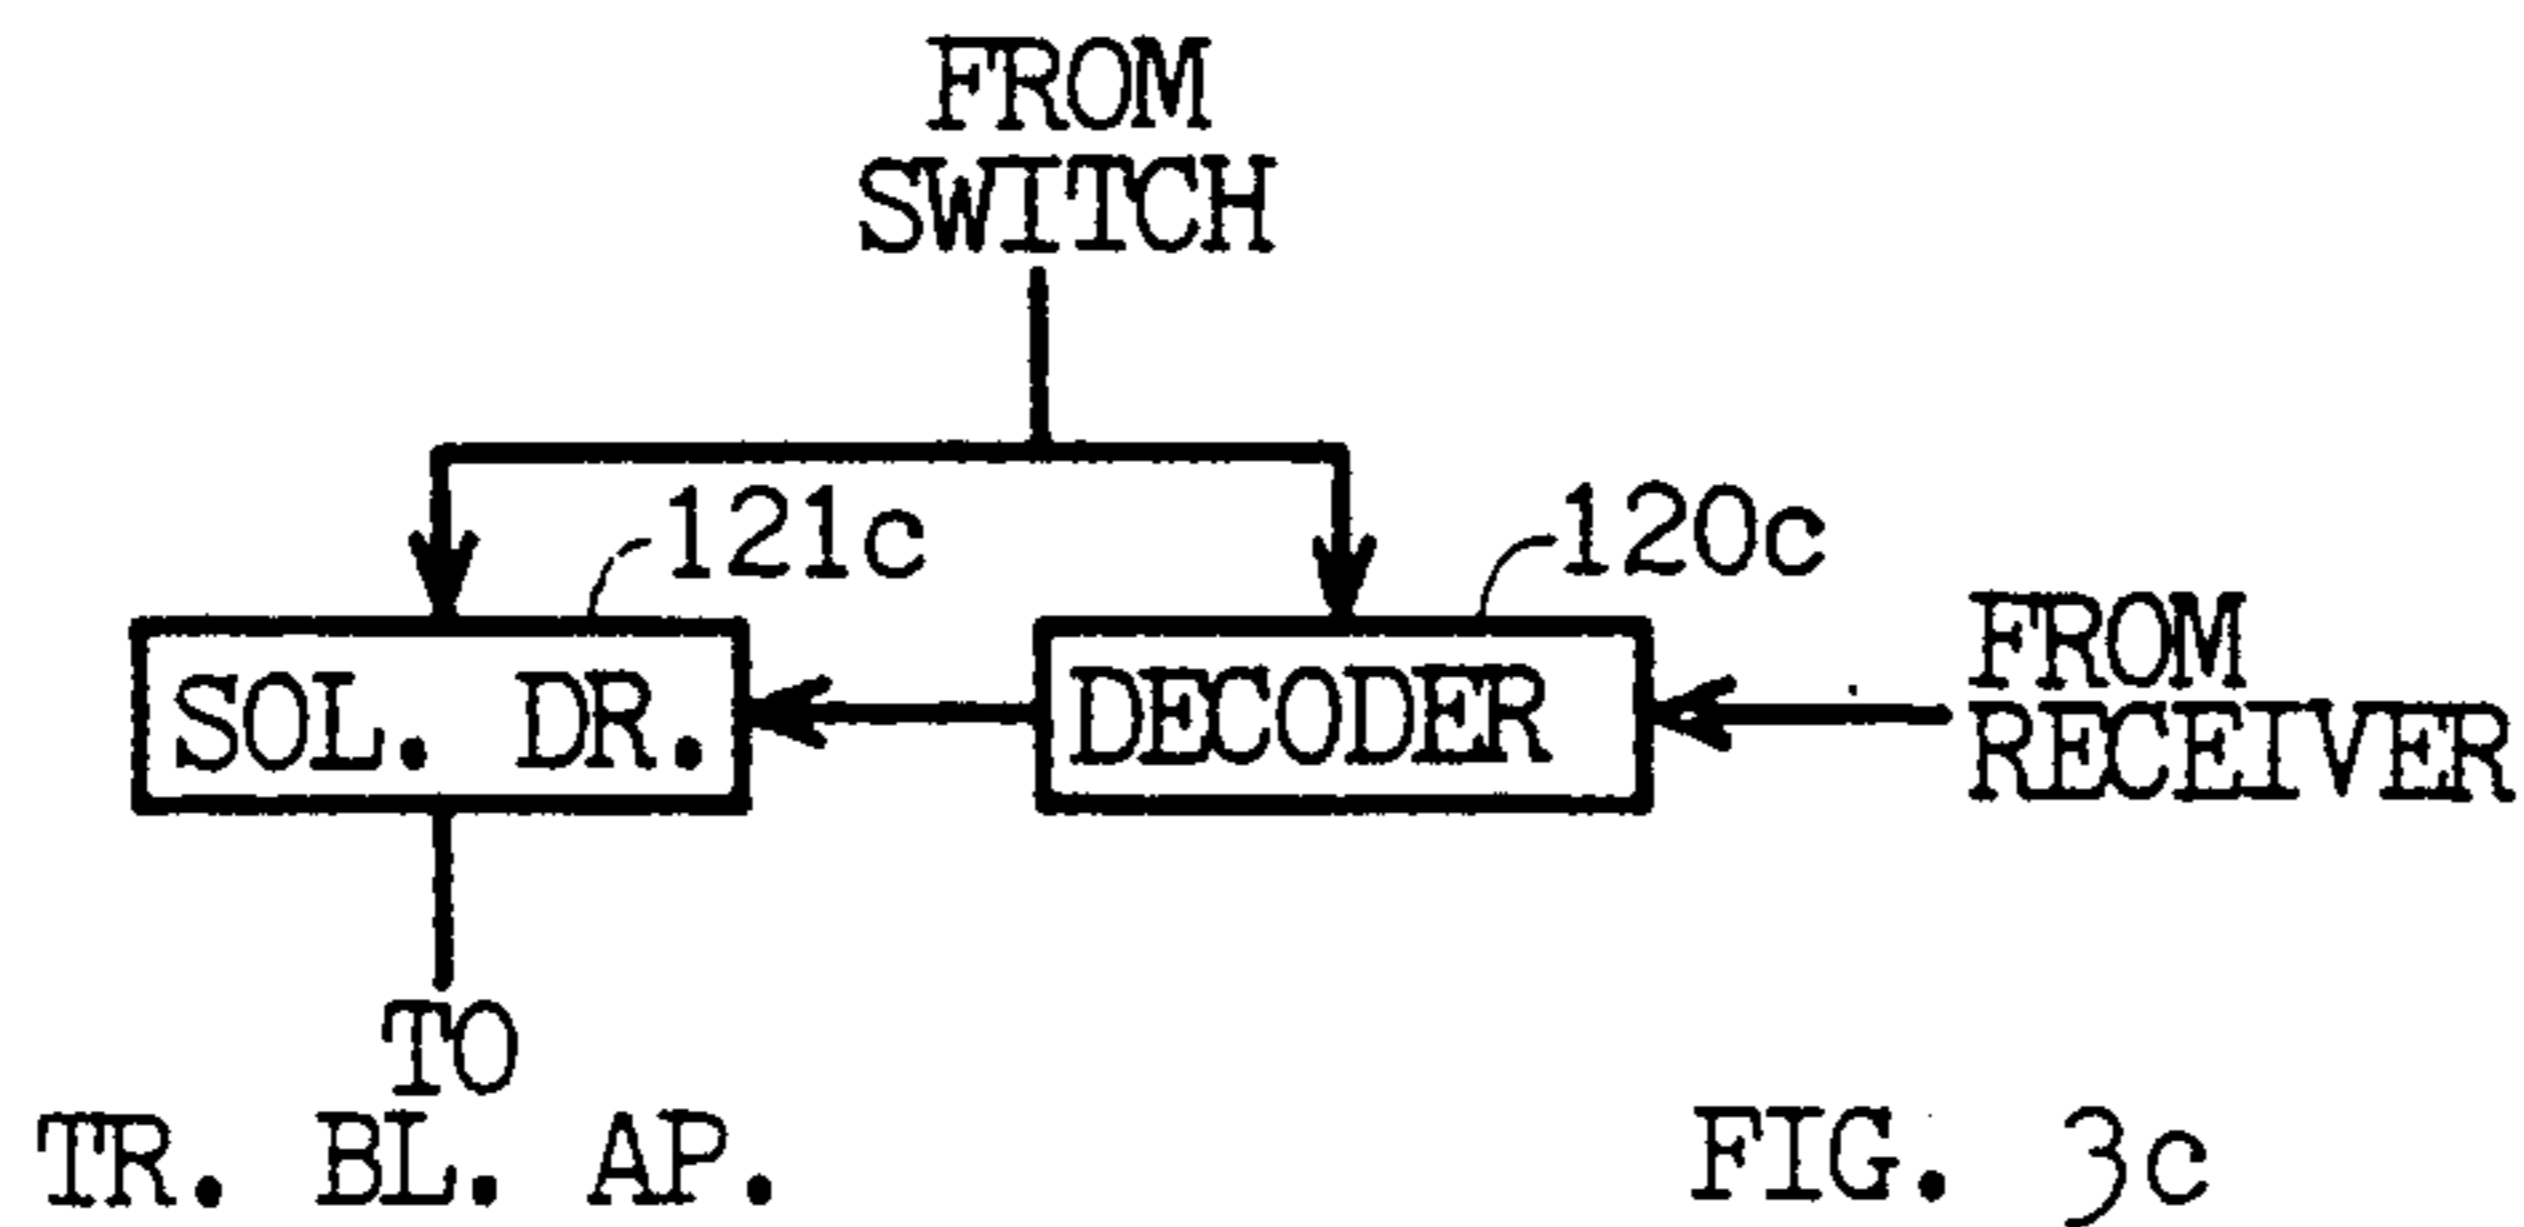 FROM
SWITCH
121c
120c
SOL. DR.
DECODER
FROM
RECEIVER
TO
TR. BL. AP.
FIG. 3c